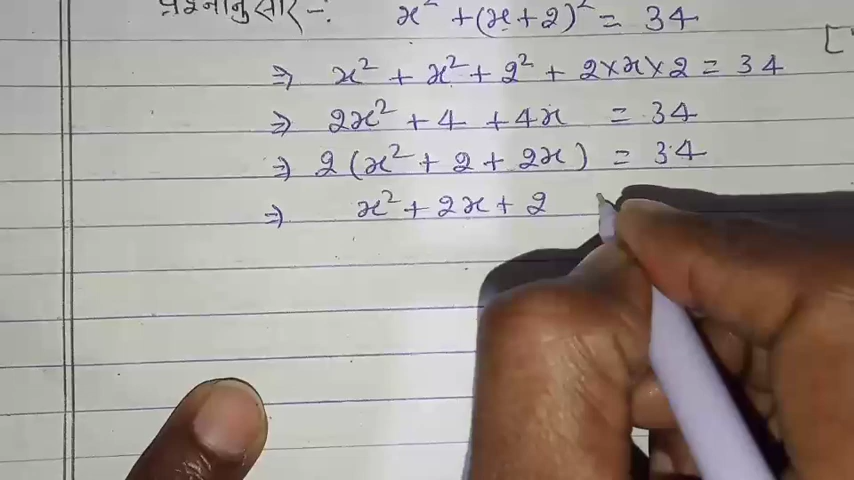 प्रश्नानुसार -: x² + (x + 2)² = 34
⇒ x² + x² + 2² + 2×x×2 = 34
⇒ 2x² + 4 + 4x = 34
⇒ 2(x² + 2 + 2x) = 34
⇒ x² + 2x + 2